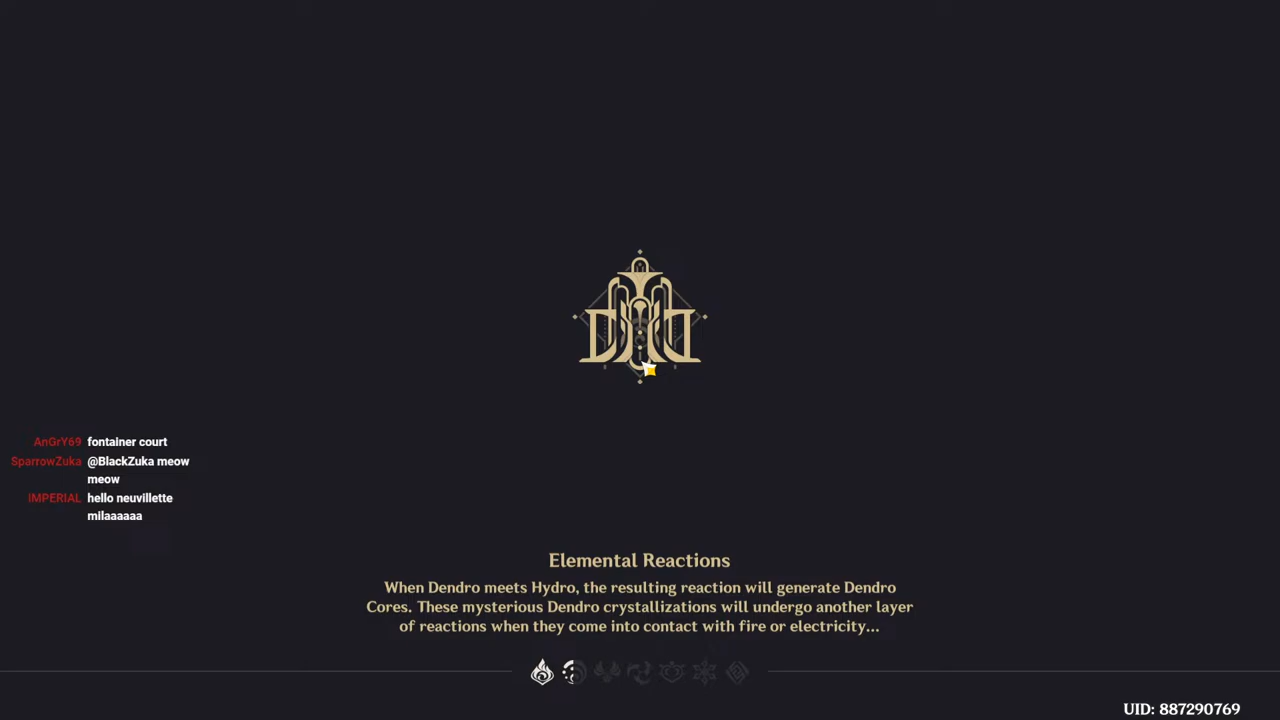 AnGrY69 fontainer court
SparrowZuka @BlackZuka meow
meow
IMPERIAL hello neuvillette
milaaaaaa
Elemental Reactions
When Dendro meets Hydro, the resulting reaction will generate Dendro
Cores. These mysterious Dendro crystallizations will undergo another layer
of reactions when they come into contact with fire or electricity...
UID: 887290769